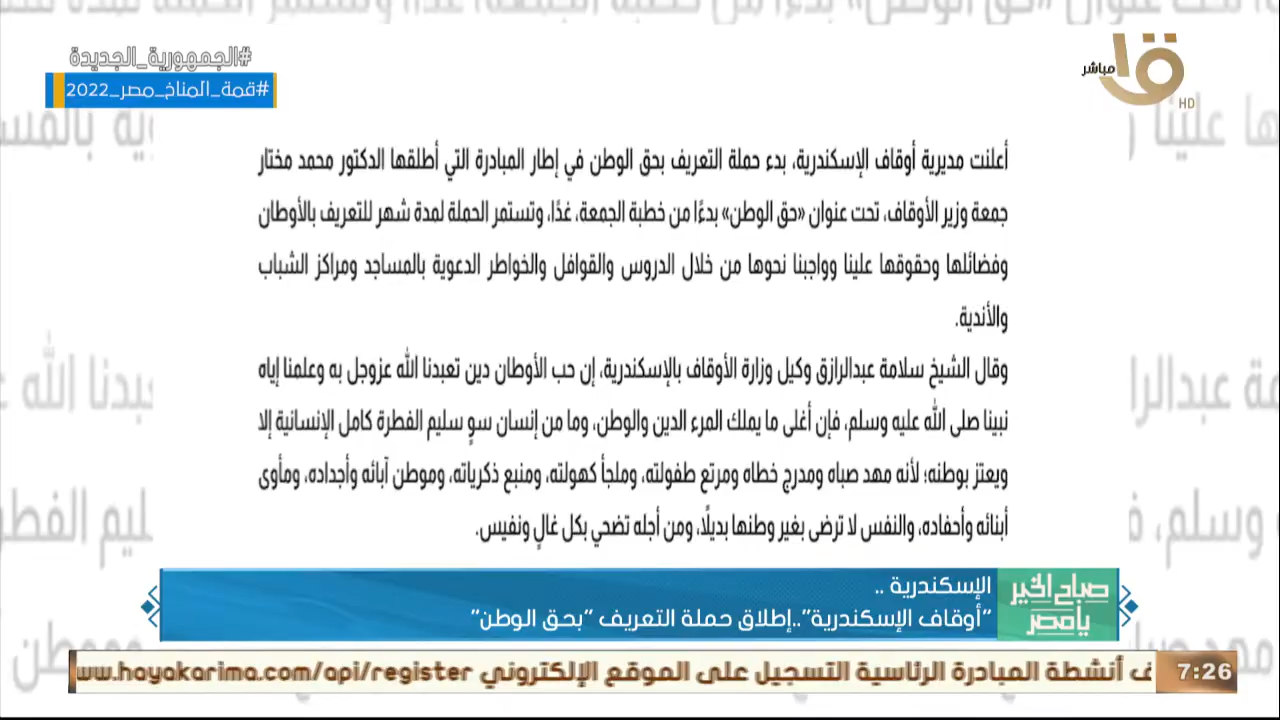 #الجمهورية_الجديدة
#قمة_المناخ_مصر_2022
مباشر
HD
أعلنت مديرية أوقاف الإسكندرية، بدء حملة التعريف بحق الوطن في إطار المبادرة التي أطلقها الدكتور محمد مختار
جمعة وزير الأوقاف، تحت عنوان «حق الوطن» بدءًا من خطبة الجمعة، غدًا، وتستمر الحملة لمدة شهر للتعريف بالأوطان
وفضائلها وحقوقها علينا وواجبنا نحوها من خلال الدروس والقوافل والخواطر الدعوية بالمساجد ومراكز الشباب
والأندية.
وقال الشيخ سلامة عبدالرازق وكيل وزارة الأوقاف بالإسكندرية، إن حب الأوطان دين تعبدنا الله عزوجل به وعلمنا إياه
نبينا صلى الله عليه وسلم، فإن أغلى ما يملك المرء الدين والوطن، وما من إنسان سوٍ سليم الفطرة كامل الإنسانية إلا
ويعتز بوطنه؛ لأنه مهد صباه ومدرج خطاه ومرتع طفولته، وملجأ كهولته، ومنبع ذكرياته، وموطن آبائه وأجداده، ومأوى
أبنائه وأحفاده، والنفس لا ترضى بغير وطنها بديلًا، ومن أجله تضحي بكل غالٍ ونفيس.
صباح الخير
يا مصر
الإسكندرية ..
"أوقاف الإسكندرية"..إطلاق حملة التعريف "بحق الوطن"
ف أنشطة المبادرة الرئاسية التسجيل على الموقع الإلكتروني www.hayakarima.com/api/register
7:26